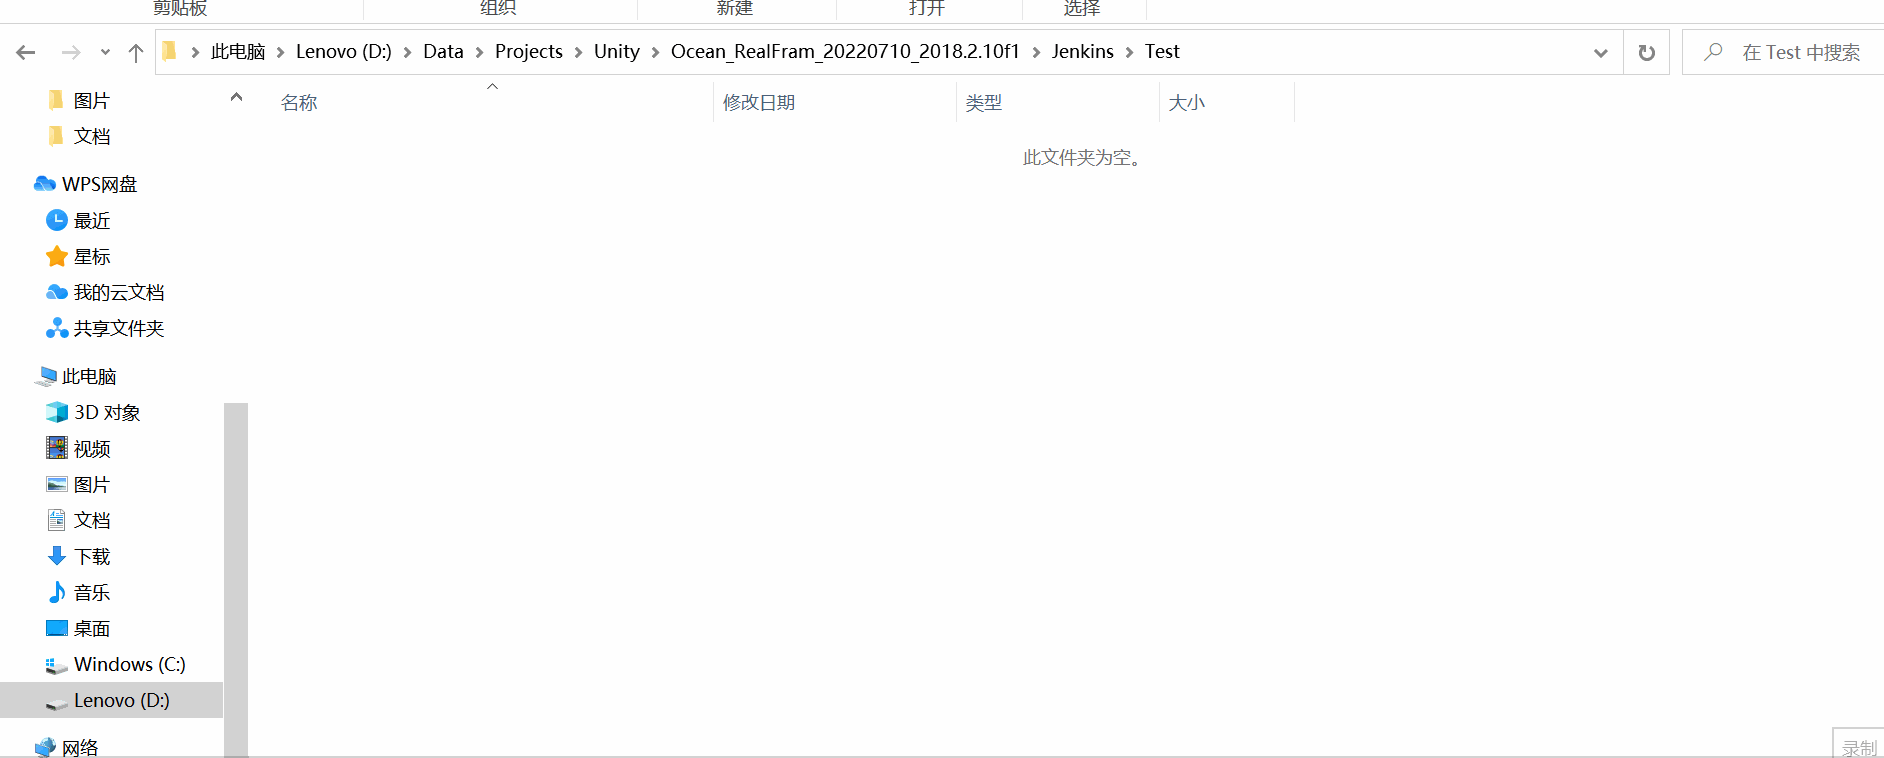 剪贴板 组织 新建 打开 选择
此电脑 Lenovo (D:) Data Projects Unity Ocean_RealFram_20220710_2018.2.10f1 Jenkins Test 在 Test 中搜索
名称 修改日期 类型 大小
此文件夹为空。
图片
文档
WPS网盘
最近
星标
我的云文档
共享文件夹
此电脑
3D 对象
视频
图片
文档
下载
音乐
桌面
Windows (C:)
Lenovo (D:)
网络
录制